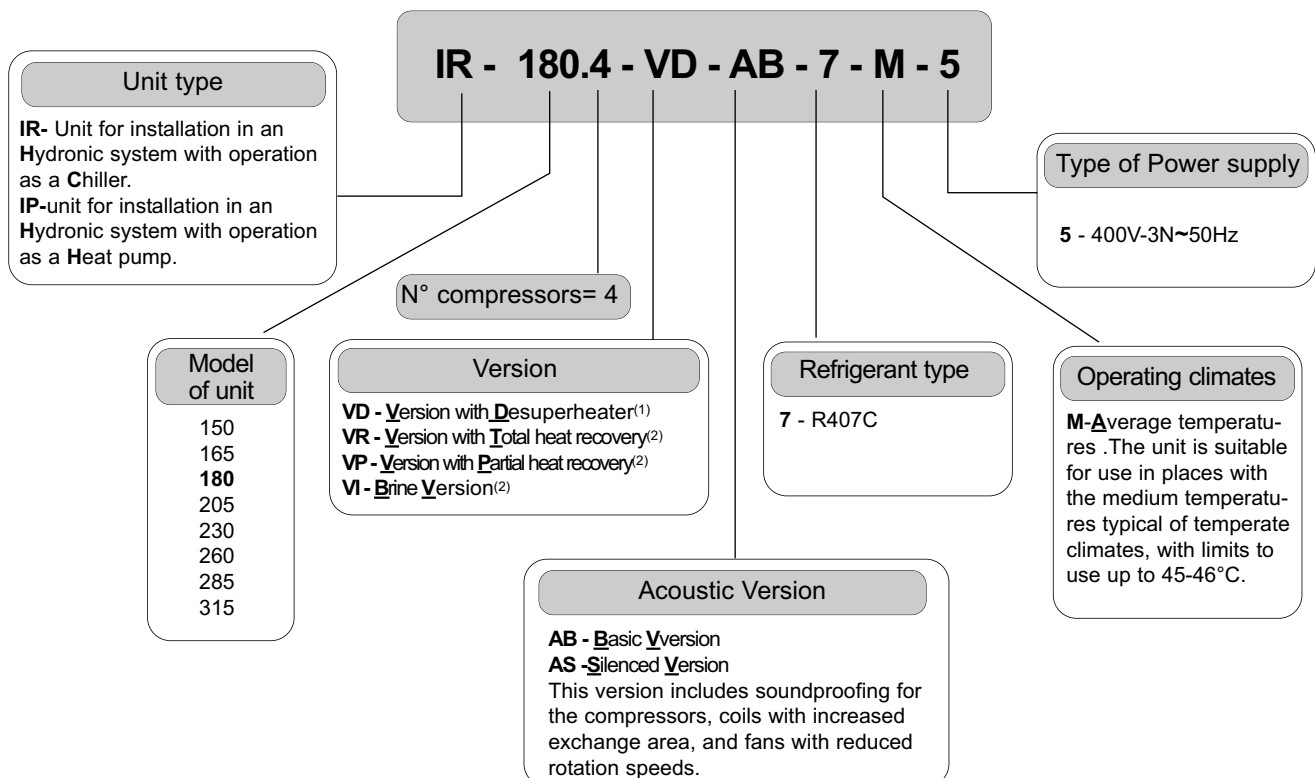 IR - 180.4 - VD - AB - 7 - M - 5
Unit type
IR- Unit for installation in an
Hydronic system with operation
as a Chiller.
IP-unit for installation in an
Hydronic system with operation
as a Heat pump.
Type of Power supply
5 - 400V-3N~50Hz
N° compressors= 4
Model
of unit
150
165
180
205
230
260
285
315
Version
VD - Version with Desuperheater(1)
VR - Version with Total heat recovery(2)
VP - Version with Partial heat recovery(2)
VI - Brine Version(2)
Refrigerant type
7 - R407C
Operating climates
M-Average temperatu-
res .The unit is suitable
for use in places with
the medium temperatu-
res typical of temperate
climates, with limits to
use up to 45-46°C.
Acoustic Version
AB - Basic Vversion
AS -Silenced Version
This version includes soundproofing for
the compressors, coils with increased
exchange area, and fans with reduced
rotation speeds.